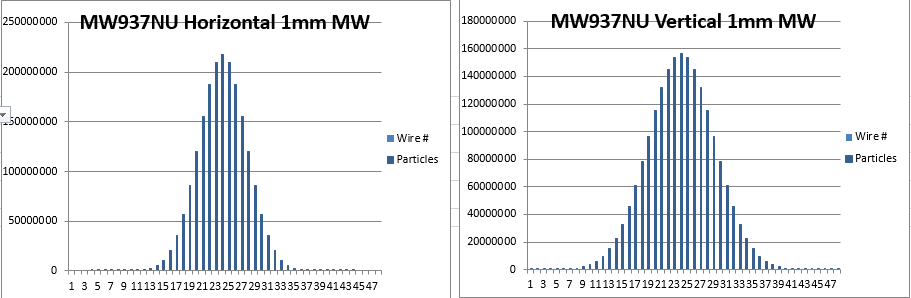 MW937NU Horizontal 1mm MW
250000000
200000000
150000000
100000000
50000000
0
1 3 5 7 9 11 13 15 17 19 21 23 25 27 29 31 33 35 37 39 41 43 45 47
Wire #
Particles
MW937NU Vertical 1mm MW
180000000
160000000
140000000
120000000
100000000
80000000
60000000
40000000
20000000
0
1 3 5 7 9 11 13 15 17 19 21 23 25 27 29 31 33 35 37 39 41 43 45 47
Wire #
Particles